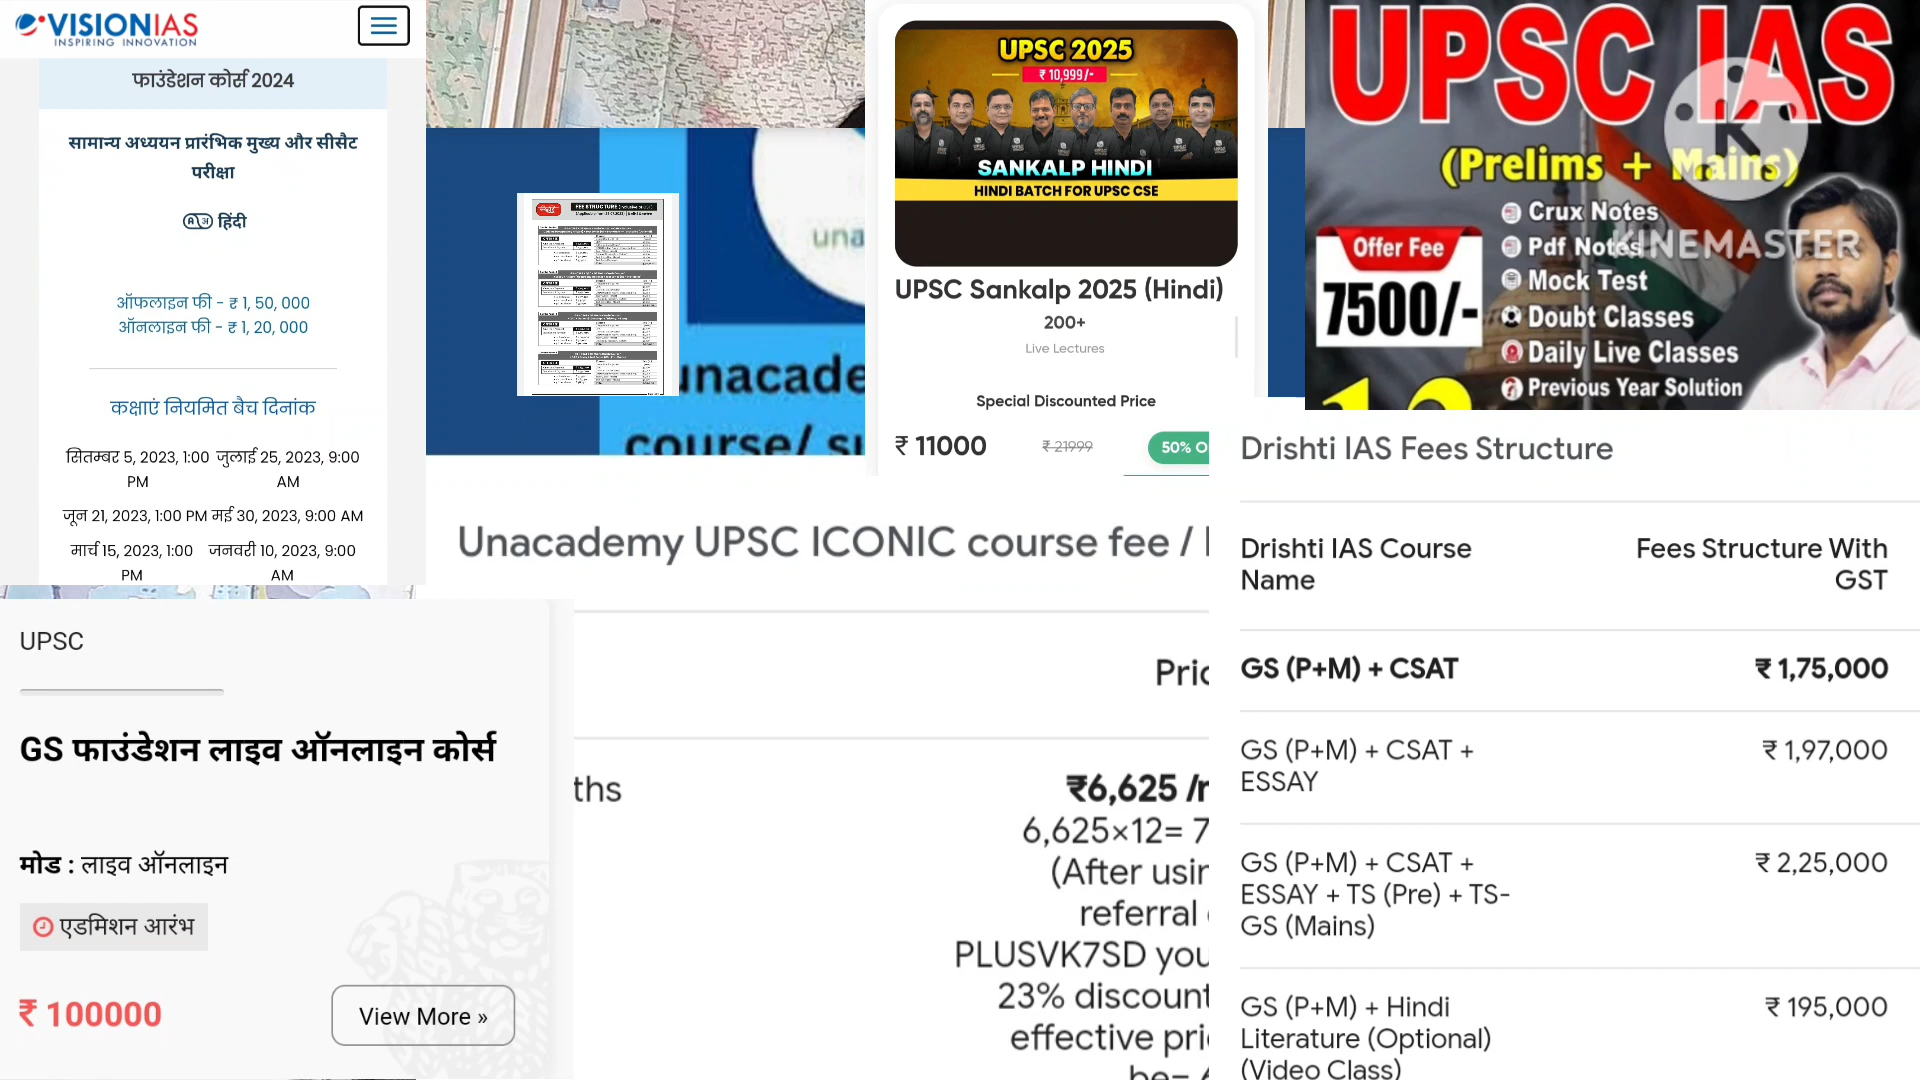 VISIONIAS
INSPIRING INNOVATION
फाउंडेशन कोर्स 2024
सामान्य अध्ययन प्रारंभिक मुख्य और सीसैट
परीक्षा
हिंदी
ऑफलाइन फी - ₹ 1, 50, 000
ऑनलाइन फी - ₹ 1, 20, 000
कक्षाएं नियमित बैच दिनांक
सितम्बर 5, 2023, 1:00 PM
जुलाई 25, 2023, 9:00 AM
जून 21, 2023, 1:00 PM मई 30, 2023, 9:00 AM
मार्च 15, 2023, 1:00 PM
जनवरी 10, 2023, 9:00 AM
UPSC
GS फाउंडेशन लाइव ऑनलाइन कोर्स
मोड : लाइव ऑनलाइन
एडमिशन आरंभ
₹ 100000
View More »
FEE STRUCTURE
una
unacade
course/ su
UPSC 2025
₹ 10,999/-
SANKALP HINDI
HINDI BATCH FOR UPSC CSE
UPSC Sankalp 2025 (Hindi)
200+
Live Lectures
Special Discounted Price
₹ 11000 ₹ 21999 50% O
Unacademy UPSC ICONIC course fee /
Pric
ths
₹6,625 /
6,625×12= 7
(After usin
referral
PLUSVK7SD you
23% discount
effective pri
be=
UPSC IAS
(Prelims + Mains)
Offer Fee
7500/-
Crux Notes
Pdf Notes
Mock Test
Doubt Classes
Daily Live Classes
Previous Year Solution
KINEMASTER
Drishti IAS Fees Structure
Drishti IAS Course Fees Structure With
Name GST
GS (P+M) + CSAT ₹ 1,75,000
GS (P+M) + CSAT + ₹ 1,97,000
ESSAY
GS (P+M) + CSAT + ₹ 2,25,000
ESSAY + TS (Pre) + TS-
GS (Mains)
GS (P+M) + Hindi ₹ 195,000
Literature (Optional)
(Video Class)